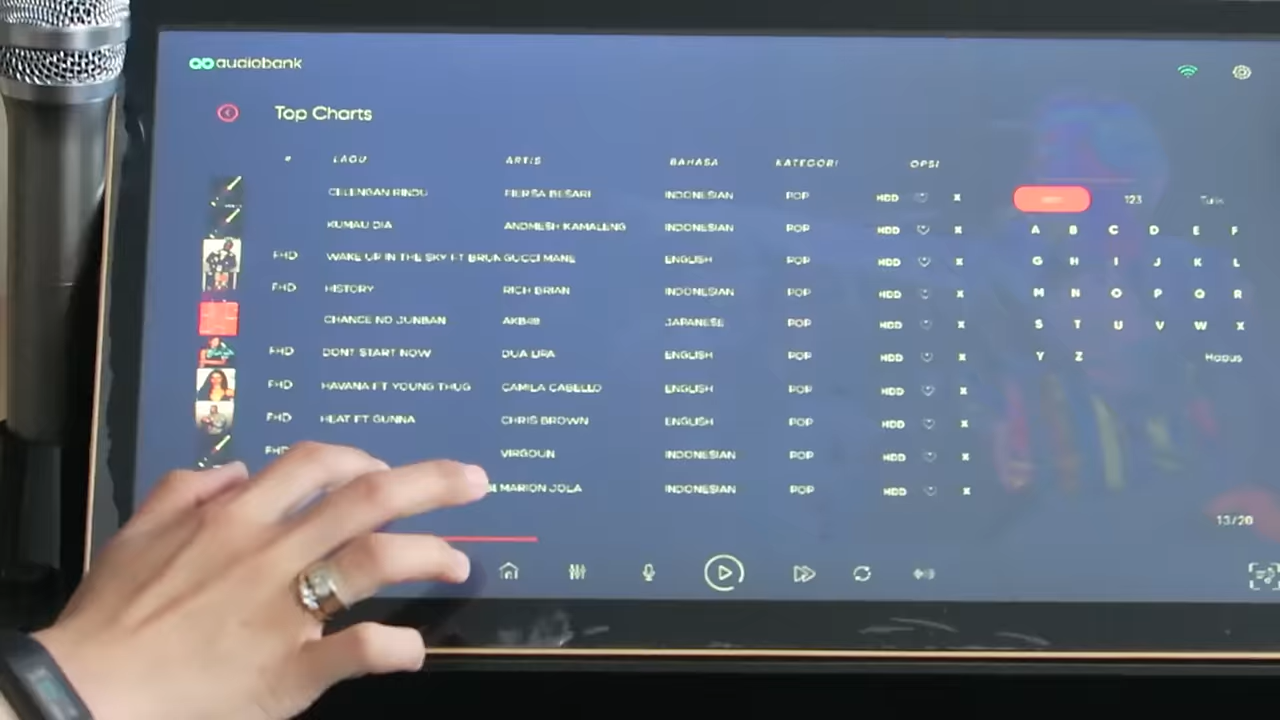 audiobank
Top Charts
# LAGU ARTIS BAHASA KATEGORI OPSI
CELENGAN RINDU FIERSA BESARI INDONESIAN POP HDD X
KUMAU DIA ANDMESH KAMALENG INDONESIAN POP HDD X
FHD WAKE UP IN THE SKY FT BRUN GUCCI MANE ENGLISH POP HDD X
FHD HISTORY RICH BRIAN INDONESIAN POP HDD X
CHANCE NO JUNBAN AKB48 JAPANESE POP HDD X
FHD DONT START NOW DUA LIPA ENGLISH POP HDD X
FHD HAVANA FT YOUNG THUG CAMILA CABELLO ENGLISH POP HDD X
FHD HEAT FT GUNNA CHRIS BROWN ENGLISH POP HDD X
FHD VIRGOUN INDONESIAN POP HDD X
MARION JOLA INDONESIAN POP HDD X
123 Tulis
A B C D E F
G H I J K L
M N O P Q R
S T U V W X
Y Z Hapus
13/20